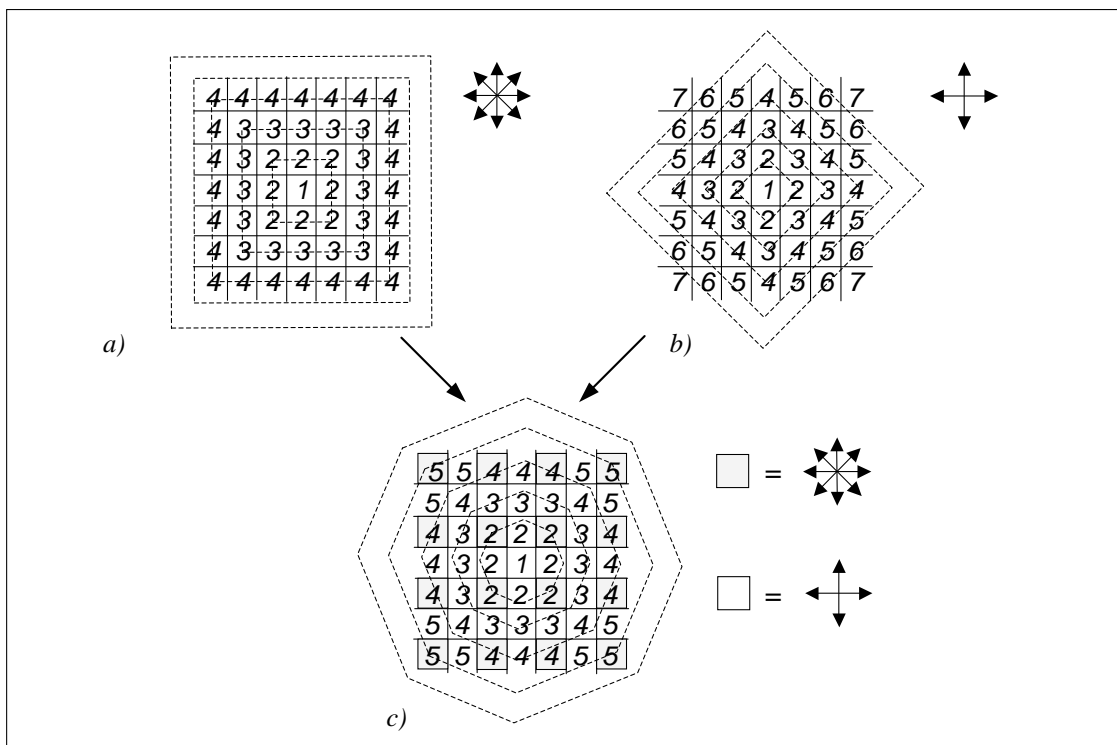 4 4 4 4 4 4 4
4 3 3 3 3 3 4
4 3 2 2 2 3 4
4 3 2 1 2 3 4
4 3 2 2 2 3 4
4 3 3 3 3 3 4
4 4 4 4 4 4 4
a)
7 6 5 4 5 6 7
6 5 4 3 4 5 6
5 4 3 2 3 4 5
4 3 2 1 2 3 4
5 4 3 2 3 4 5
6 5 4 3 4 5 6
7 6 5 4 5 6 7
b)
5 5 4 4 4 5 5
5 4 3 3 3 4 5
4 3 2 2 2 3 4
4 3 2 1 2 3 4
4 3 2 2 2 3 4
5 4 3 3 3 4 5
5 5 4 4 4 5 5
c)
=
=